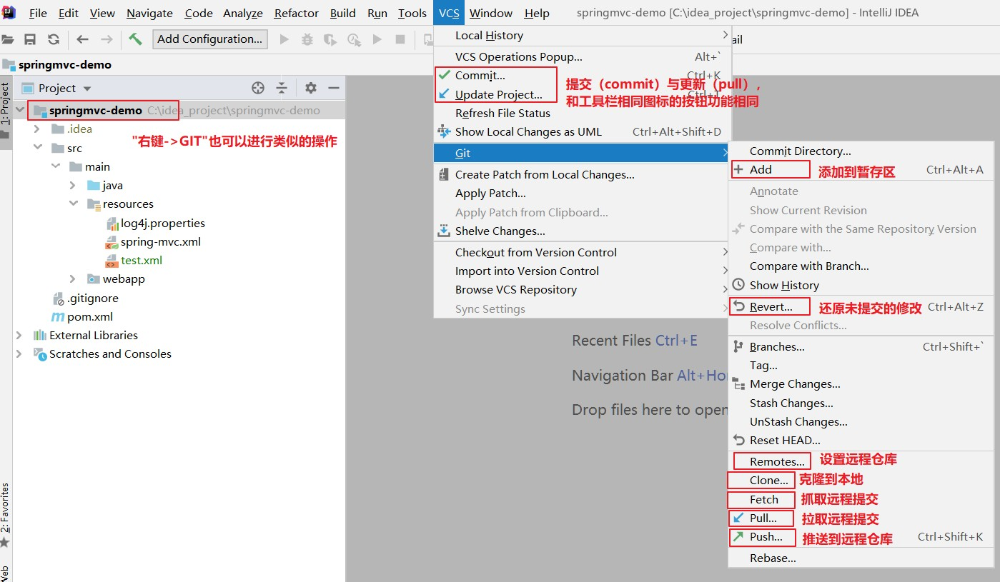 File Edit View Navigate Code Analyze Refactor Build Run Tools VCS Window Help springmvc-demo [C:\idea_project\springmvc-demo] - IntelliJ IDEA
Add Configuration...
springmvc-demo
1: Project
2: Favorites
Project
springmvc-demo C:\idea_project\springmvc-demo
.idea
"右键->GIT"也可以进行类似的操作
src
main
java
resources
log4j.properties
spring-mvc.xml
test.xml
webapp
.gitignore
pom.xml
External Libraries
Scratches and Consoles
Local History
VCS Operations Popup... Alt+`
Commit... Ctrl+K
提交（commit）与更新（pull）,
Update Project... Ctrl+T
和工具栏相同图标的按钮功能相同
Refresh File Status
Show Local Changes as UML Ctrl+Alt+Shift+D
Git
Create Patch from Local Changes...
Apply Patch...
Apply Patch from Clipboard...
Shelve Changes...
Checkout from Version Control
Import into Version Control
Browse VCS Repository
Sync Settings
Recent Files Ctrl+E
Navigation Bar Alt+Ho
Drop files here to open
Commit Directory...
Add 添加到暂存区 Ctrl+Alt+A
Annotate
Show Current Revision
Compare with the Same Repository Version
Compare with...
Compare with Branch...
Show History
Revert... 还原未提交的修改 Ctrl+Alt+Z
Resolve Conflicts...
Branches... Ctrl+Shift+`
Tag...
Merge Changes...
Stash Changes...
UnStash Changes...
Reset HEAD...
Remotes... 设置远程仓库
Clone... 克隆到本地
Fetch 抓取远程提交
Pull... 拉取远程提交
Push... 推送到远程仓库 Ctrl+Shift+K
Rebase...